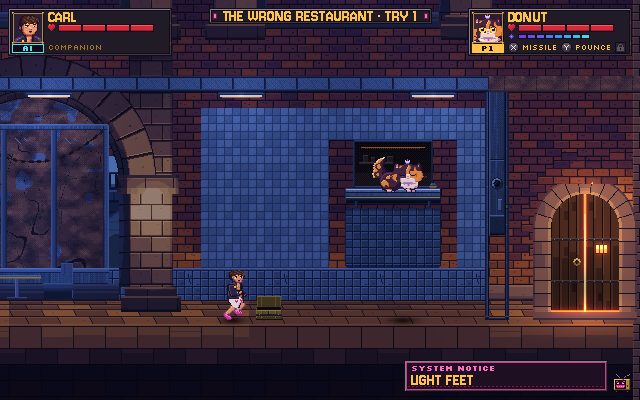 CARL
AI COMPANION
THE WRONG RESTAURANT · TRY 1
DONUT
P1 X MISSILE Y POUNCE
SYSTEM NOTICE
LIGHT FEET